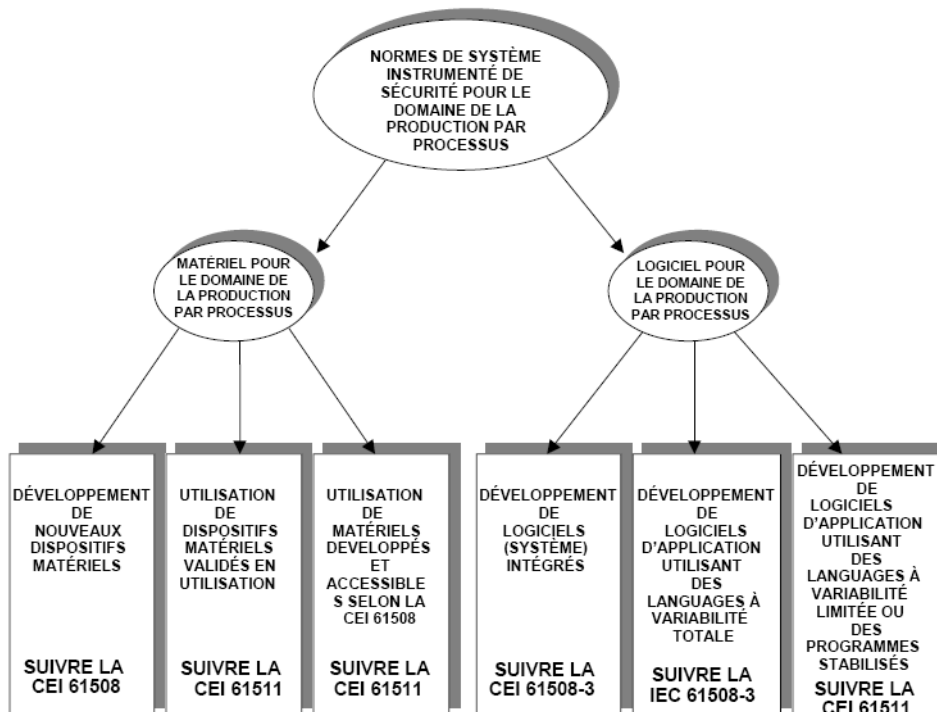 NORMES DE SYSTÈME
INSTRUMENTÉ DE
SÉCURITÉ POUR LE
DOMAINE DE LA
PRODUCTION PAR
PROCESSUS
MATÉRIEL POUR
LE DOMAINE DE
LA PRODUCTION
PAR PROCESSUS
LOGICIEL POUR
LE DOMAINE DE
LA PRODUCTION
PAR PROCESSUS
DÉVELOPPEMENT
DE
NOUVEAUX
DISPOSITIFS
MATÉRIELS
SUIVRE LA
CEI 61508
UTILISATION
DE
DISPOSITIFS
MATÉRIELS
VALIDÉS EN
UTILISATION
SUIVRE LA
CEI 61511
UTILISATION
DE
MATÉRIELS
DEVELOPPÉS
ET
ACCESSIBLE
S SELON LA
CEI 61508
SUIVRE LA
CEI 61511
DÉVELOPPEMENT
DE
LOGICIELS
(SYSTÈME)
INTÉGRÉS
SUIVRE LA
CEI 61508-3
DÉVELOPPEMENT
DE
LOGICIELS
D'APPLICATION
UTILISANT
DES
LANGUAGES À
VARIABILITÉ
TOTALE
SUIVRE LA
IEC 61508-3
DÉVELOPPEMENT
DE
LOGICIELS
D'APPLICATION
UTILISANT
DES
LANGUAGES À
VARIABILITÉ
LIMITÉE OU
DES
PROGRAMMES
STABILISÉS
SUIVRE LA
CEI 61511